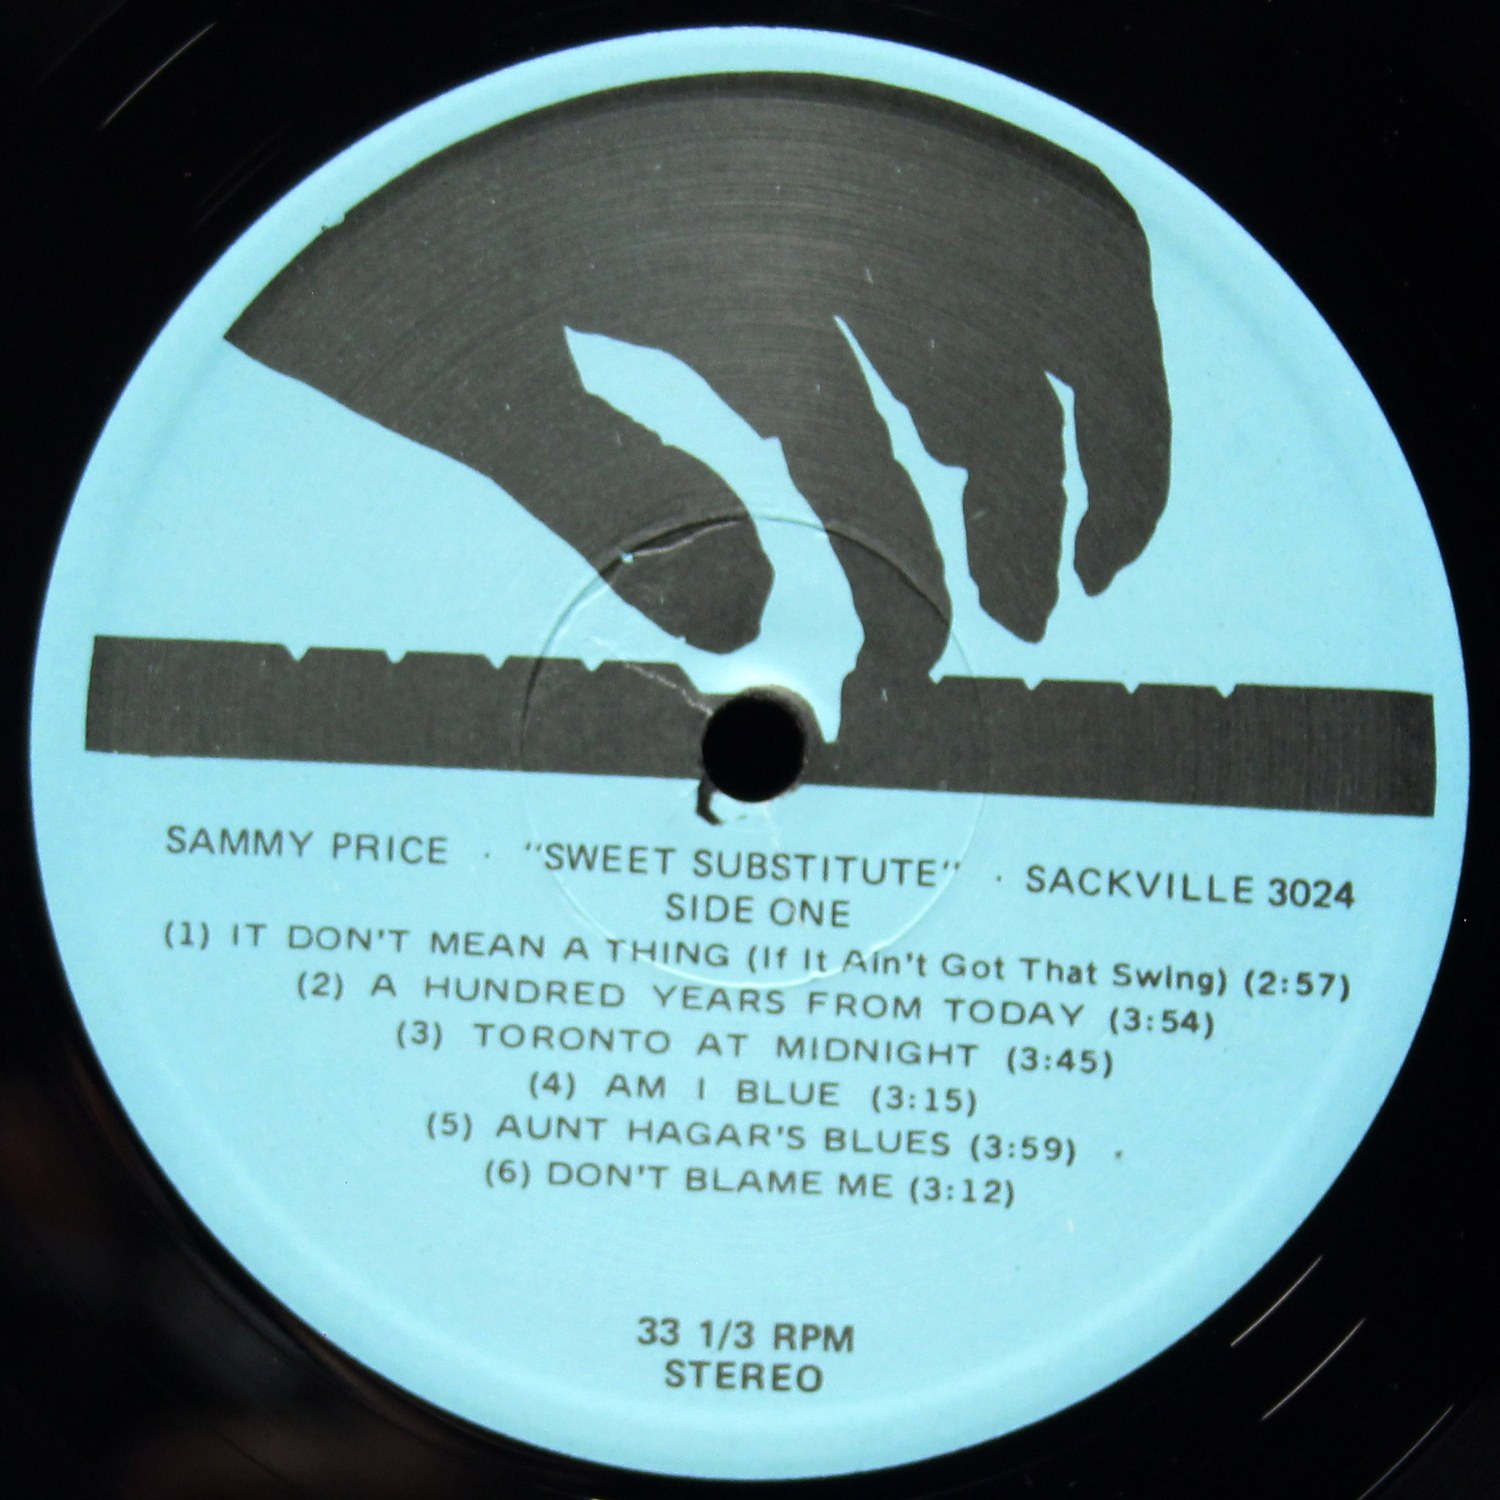 SAMMY PRICE · "SWEET SUBSTITUTE" · SACKVILLE 3024
SIDE ONE
(1) IT DON'T MEAN A THING (If It Ain't Got That Swing) (2:57)
(2) A HUNDRED YEARS FROM TODAY (3:54)
(3) TORONTO AT MIDNIGHT (3:45)
(4) AM I BLUE (3:15)
(5) AUNT HAGAR'S BLUES (3:59)
(6) DON'T BLAME ME (3:12)
33 1/3 RPM
STEREO